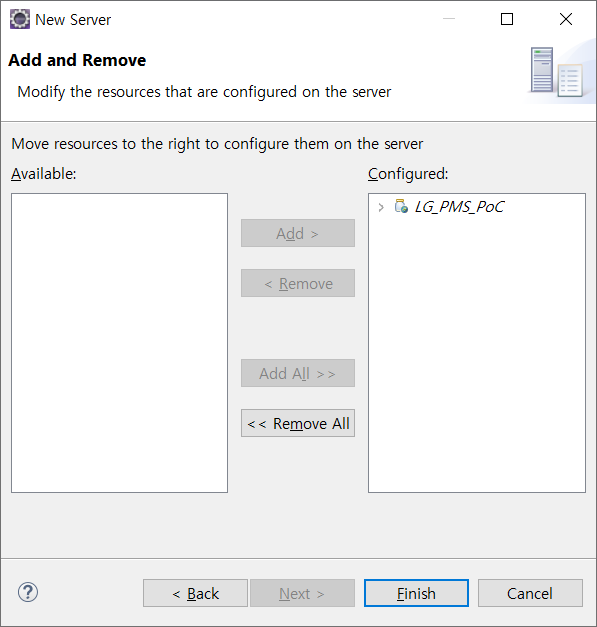 New Server
Add and Remove
Modify the resources that are configured on the server
Move resources to the right to configure them on the server
Available:
Configured:
LG_PMS_PoC
Add >
< Remove
Add All >>
<< Remove All
?
< Back
Next >
Finish
Cancel